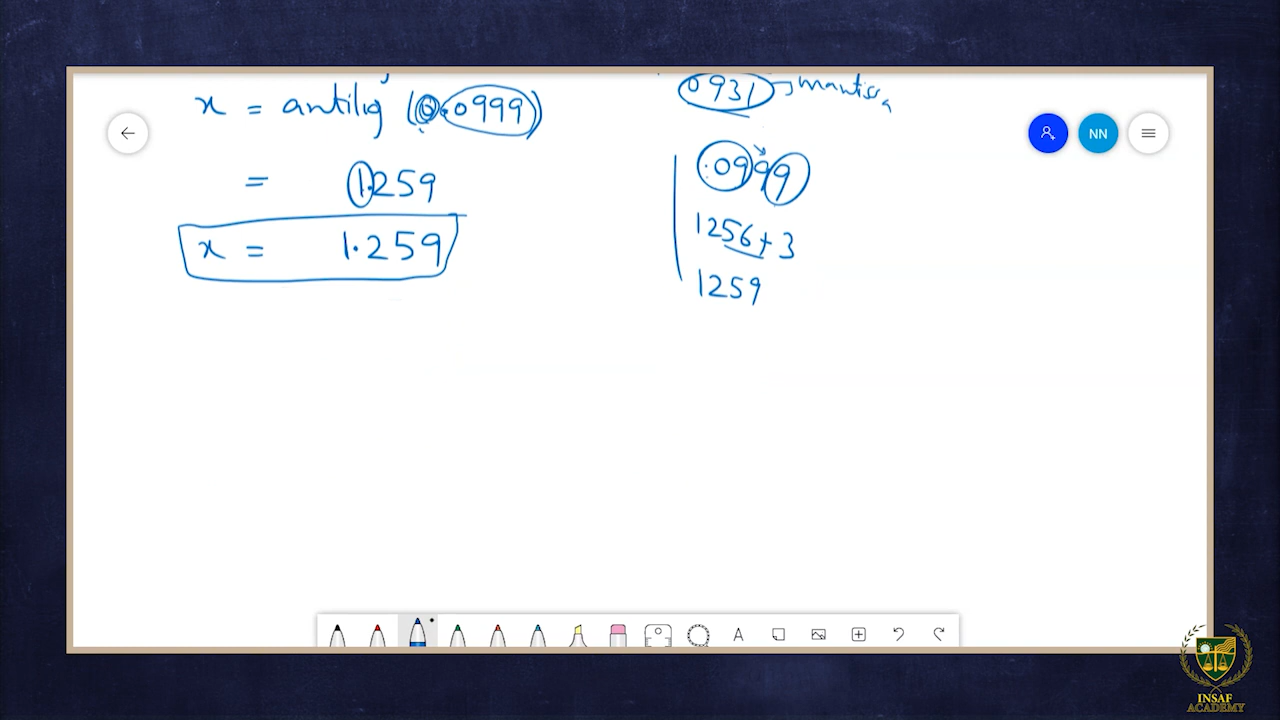 x = antilog (0.0999)
= 1.259
x = 1.259
0931 → mantissa
.0999
1256 + 3
1259
NN
A
INSAF
ACADEMY